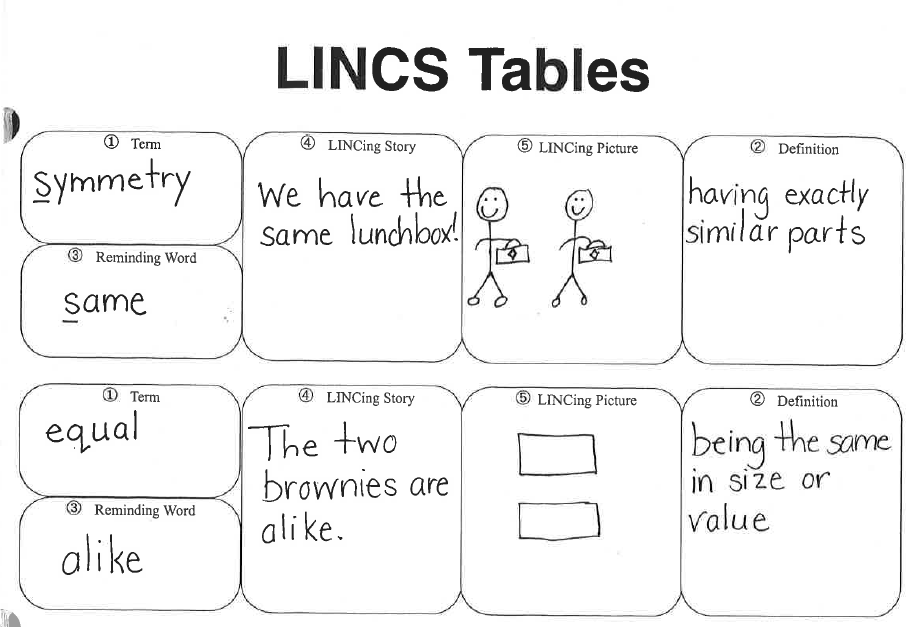 LINCS Tables
① Term
symmetry
③ Reminding Word
same
④ LINCing Story
We have the
same lunchbox!
⑤ LINCing Picture
② Definition
having exactly
similar parts
① Term
equal
③ Reminding Word
alike
④ LINCing Story
The two
brownies are
alike.
⑤ LINCing Picture
② Definition
being the same
in size or
value